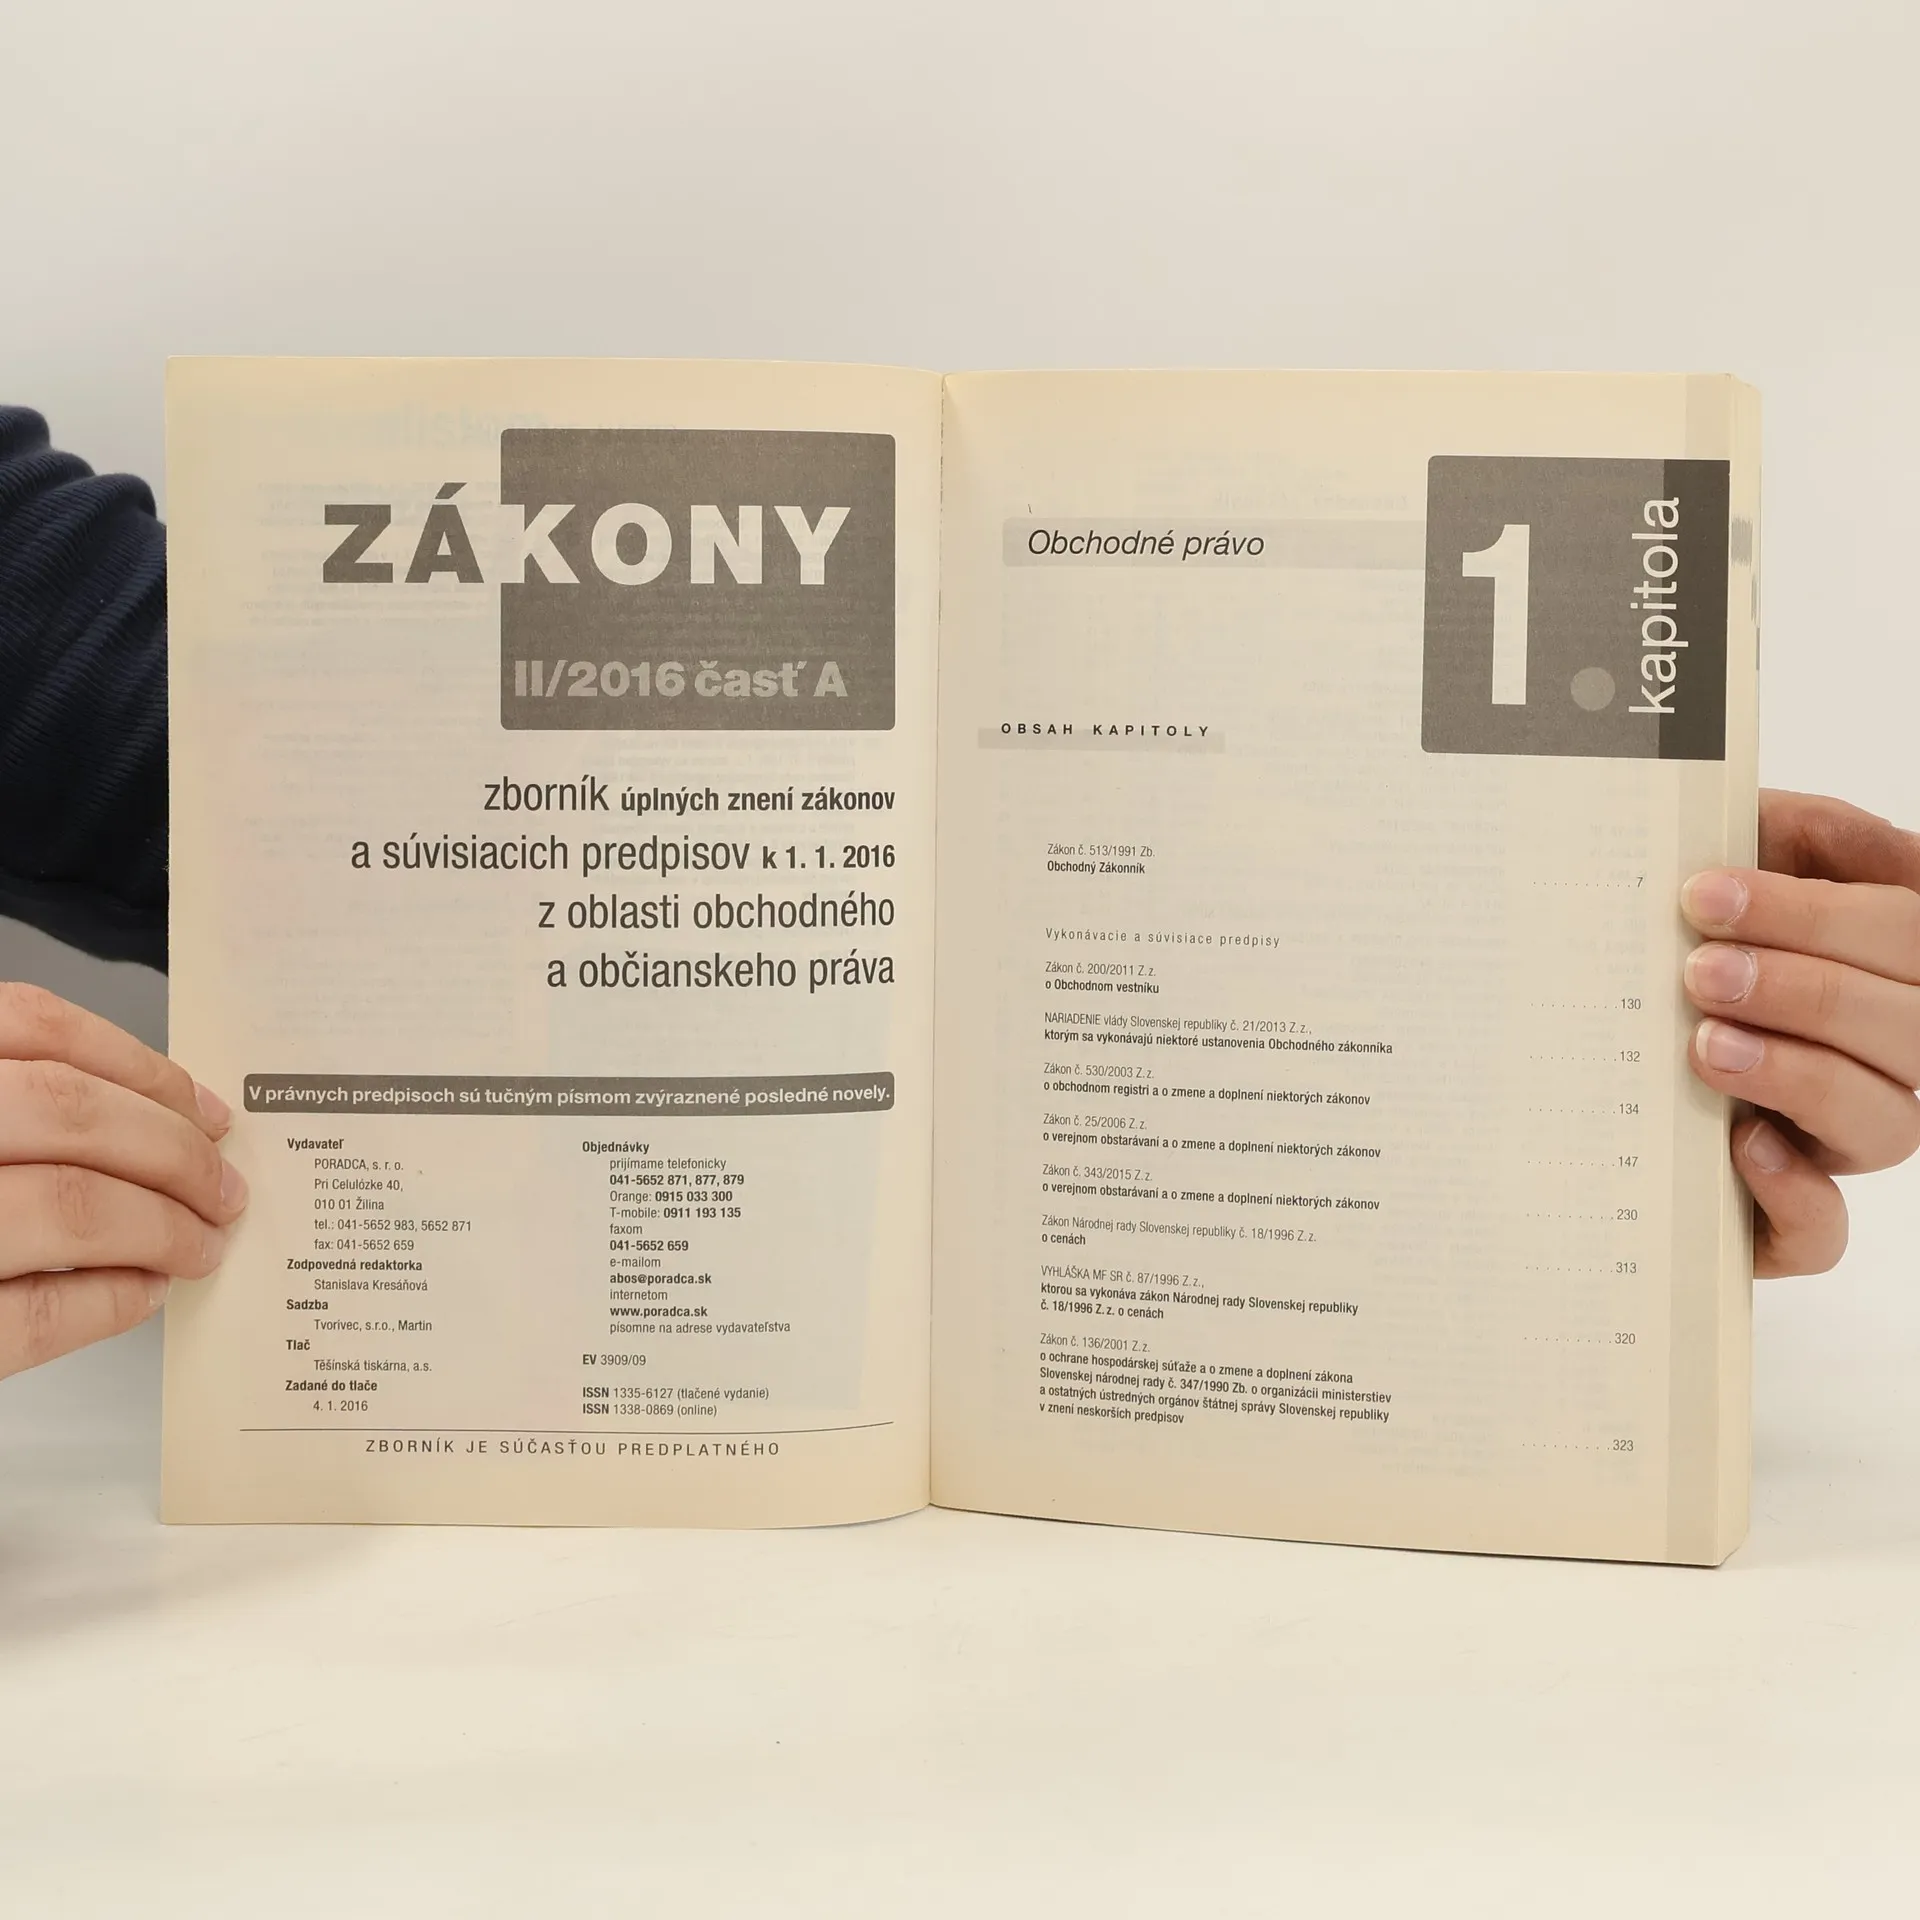 ZÁKONY
II/2016 časť A
zborník úplných znení zákonov
a súvisiacich predpisov k 1. 1. 2016
z oblasti obchodného
a občianskeho práva
V právnych predpisoch sú tučným písmom zvýraznené posledné novely.
Vydavateľ
PORADCA, s. r. o.
Pri Celulózke 40,
010 01 Žilina
tel.: 041-5652 983, 5652 871
fax: 041-5652 659
Zodpovedná redaktorka
Stanislava Kresáňová
Sadzba
Tvorivec, s.r.o., Martin
Tlač
Těšínská tiskárna, a.s.
Zadané do tlače
4. 1. 2016
Objednávky
prijímame telefonicky
041-5652 871, 877, 879
Orange: 0915 033 300
T-mobile: 0911 193 135
faxom
041-5652 659
e-mailom
abos@poradca.sk
internetom
www.poradca.sk
písomne na adrese vydavateľstva
EV 3909/09
ISSN 1335-6127 (tlačené vydanie)
ISSN 1338-0869 (online)
ZBORNÍK JE SÚČASŤOU PREDPLATNÉHO
Obchodné právo
1.
kapitola
OBSAH KAPITOLY
Zákon č. 513/1991 Zb.
Obchodný Zákonník
. . . . . . . . . . 7
Vykonávacie a súvisiace predpisy
Zákon č. 200/2011 Z. z.
o Obchodnom vestníku
. . . . . . . . . 130
NARIADENIE vlády Slovenskej republiky č. 21/2013 Z. z.,
ktorým sa vykonávajú niektoré ustanovenia Obchodného zákonníka
. . . . . . . . . 132
Zákon č. 530/2003 Z. z.
o obchodnom registri a o zmene a doplnení niektorých zákonov
. . . . . . . . . 134
Zákon č. 25/2006 Z. z.
o verejnom obstarávaní a o zmene a doplnení niektorých zákonov
. . . . . . . . . 147
Zákon č. 343/2015 Z. z.
o verejnom obstarávaní a o zmene a doplnení niektorých zákonov
. . . . . . . . . 230
Zákon Národnej rady Slovenskej republiky č. 18/1996 Z. z.
o cenách
. . . . . . . . . 313
VYHLÁŠKA MF SR č. 87/1996 Z. z.,
ktorou sa vykonáva zákon Národnej rady Slovenskej republiky
č. 18/1996 Z. z. o cenách
. . . . . . . . . 320
Zákon č. 136/2001 Z. z.
o ochrane hospodárskej súťaže a o zmene a doplnení zákona
Slovenskej národnej rady č. 347/1990 Zb. o organizácii ministerstiev
a ostatných ústredných orgánov štátnej správy Slovenskej republiky
v znení neskorších predpisov
. . . . . . . . . 323